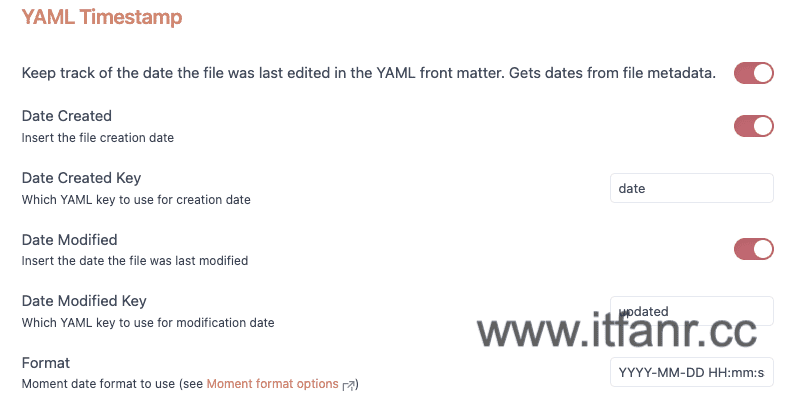 YAML Timestamp
Keep track of the date the file was last edited in the YAML front matter. Gets dates from file metadata.
Date Created
Insert the file creation date
Date Created Key
Which YAML key to use for creation date
date
Date Modified
Insert the date the file was last modified
Date Modified Key
Which YAML key to use for modification date
updated
www.itfanr.cc
Format
Moment date format to use (see Moment format options)
YYYY-MM-DD HH:mm:s